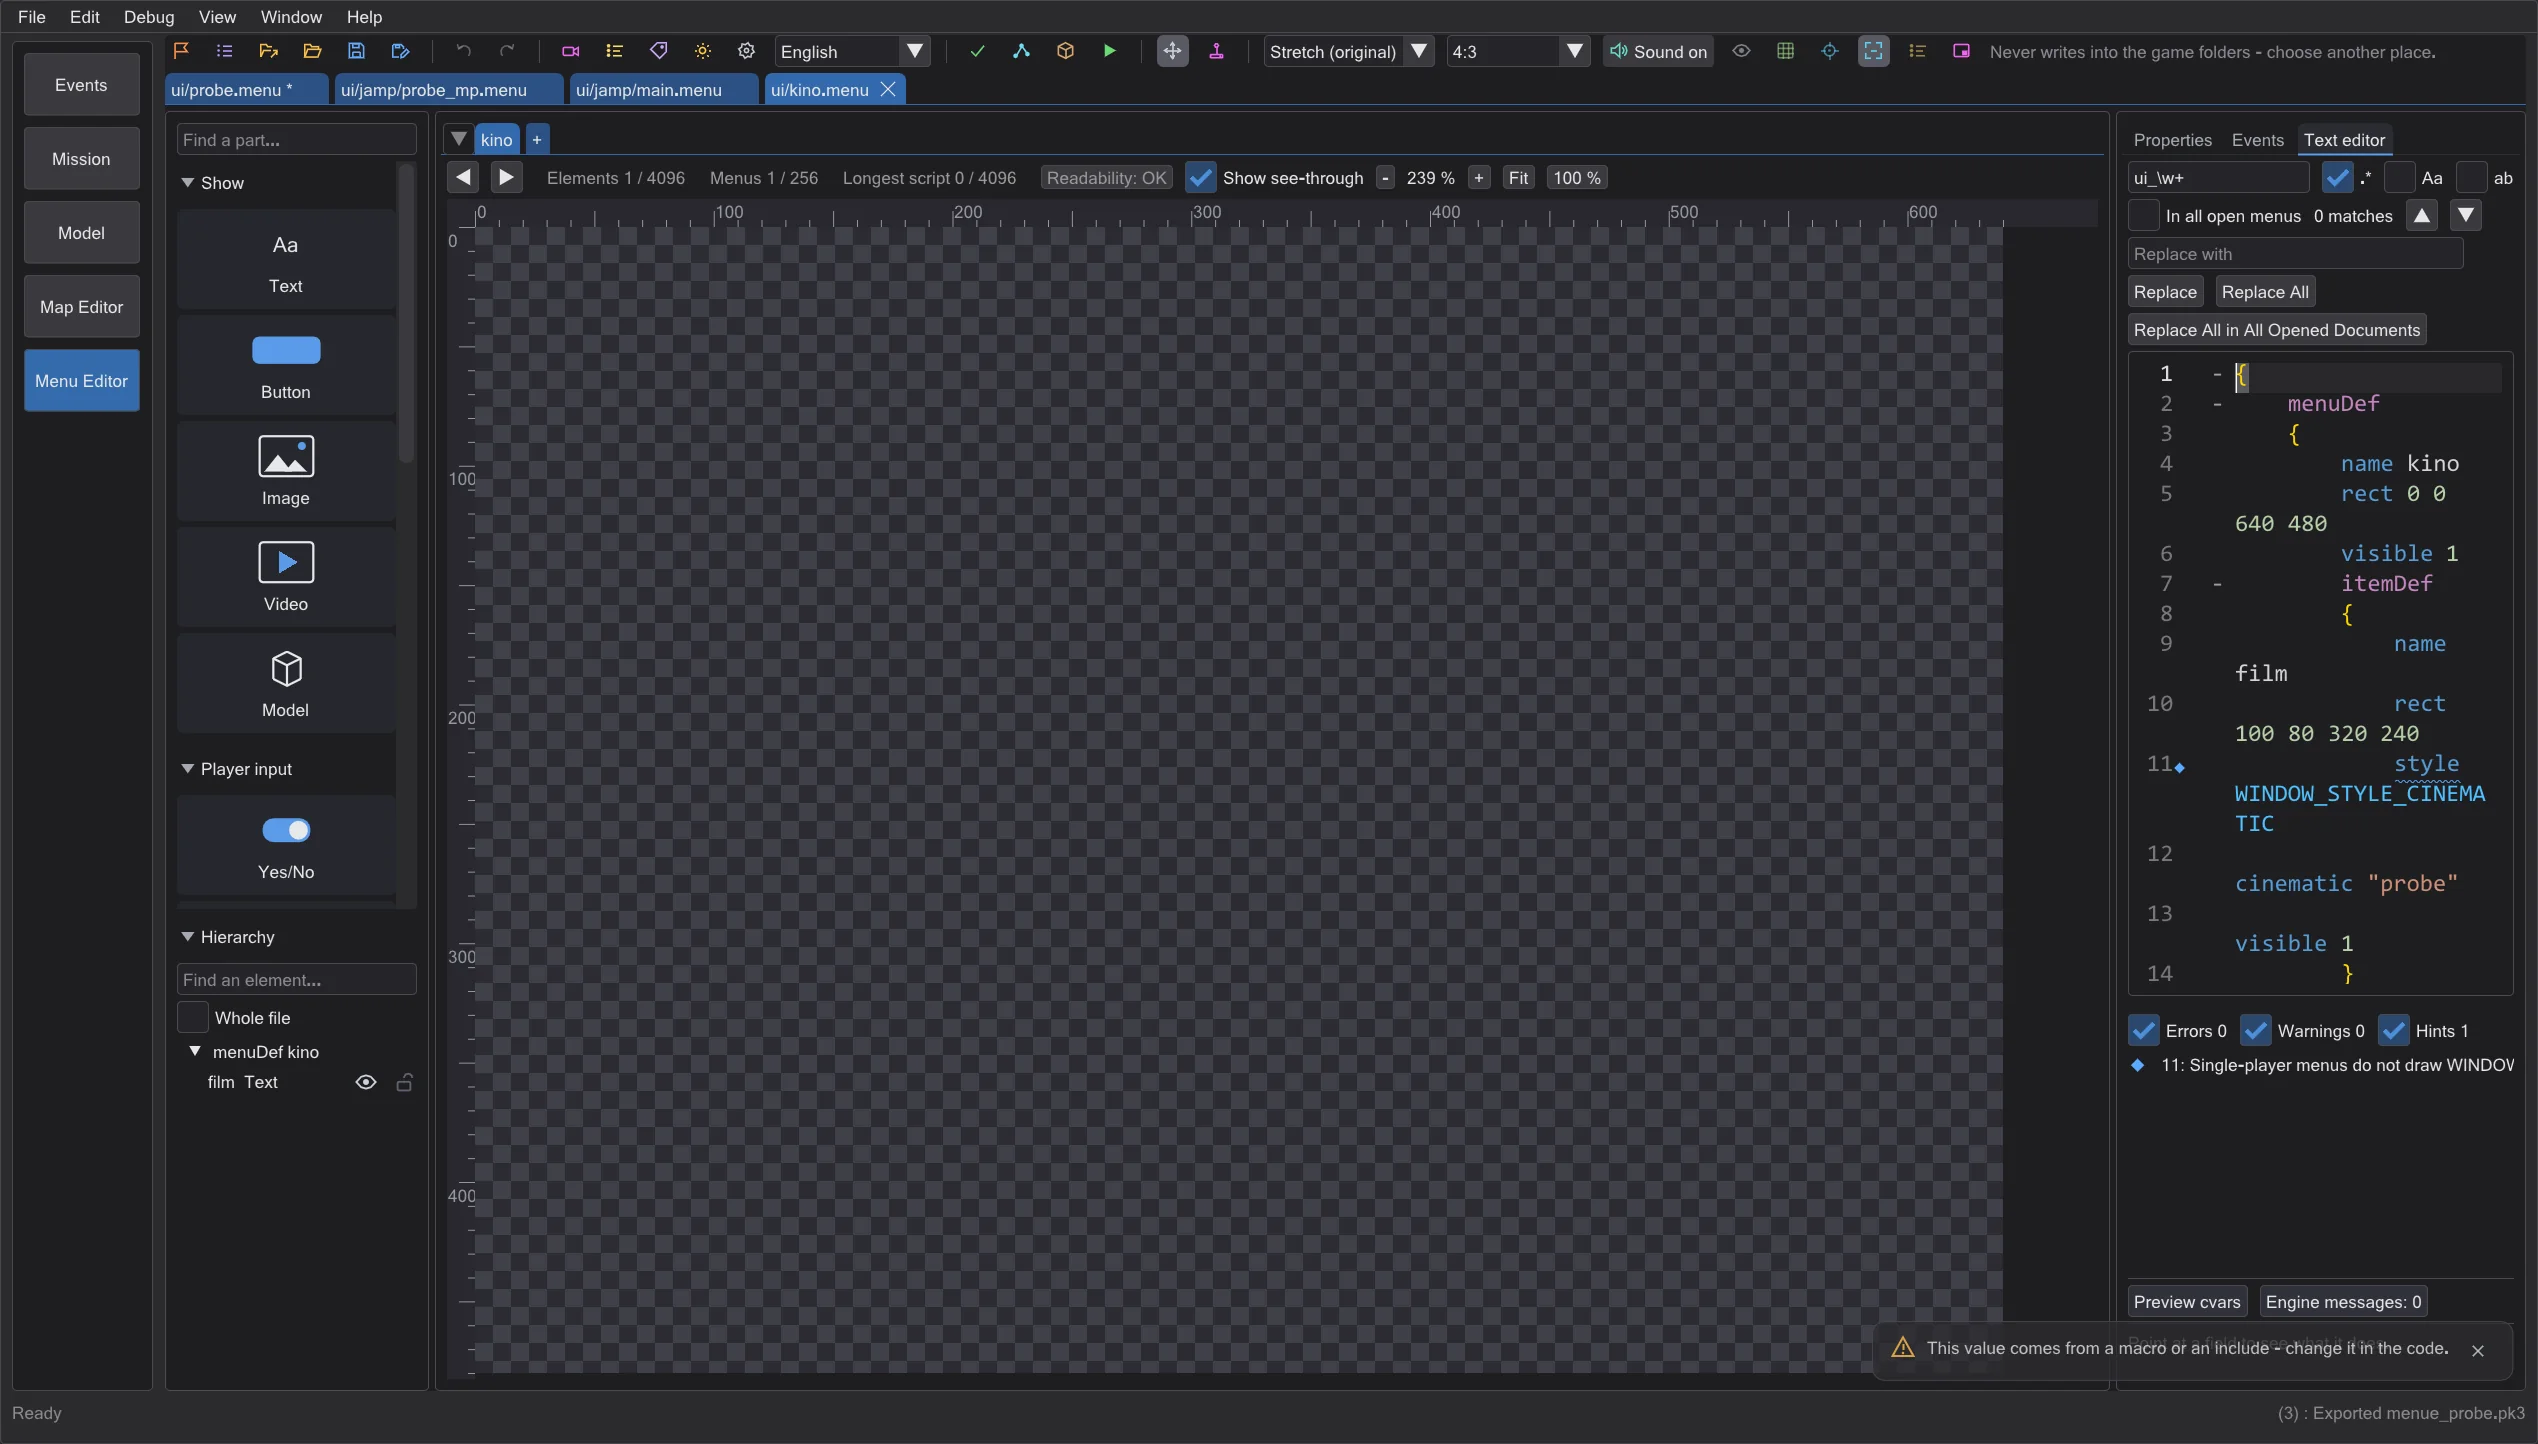 File Edit Debug View Window Help
English
Stretch (original)
4:3
Sound on
Never writes into the game folders - choose another place.
Events
Mission
Model
Map Editor
Menu Editor
ui/probe.menu *
ui/jamp/probe_mp.menu
ui/jamp/main.menu
ui/kino.menu
Find a part...
Show
Aa
Text
Button
Image
Video
Model
Player input
Yes/No
Hierarchy
Find an element...
Whole file
menuDef kino
film Text
kino
+
Elements 1 / 4096 Menus 1 / 256 Longest script 0 / 4096 Readability: OK Show see-through - 239 % + Fit 100 %
0 100 200 300 400 500 600
0
100
200
300
400
Properties Events Text editor
ui_\w+ .* Aa ab
In all open menus 0 matches
Replace with
Replace Replace All
Replace All in All Opened Documents
1 - {
2 - menuDef
3 {
4 name kino
5 rect 0 0
640 480
6 visible 1
7 - itemDef
8 {
9 name
film
10 rect
100 80 320 240
11 style
WINDOW_STYLE_CINEMA
TIC
12
cinematic "probe"
13
visible 1
14 }
Errors 0 Warnings 0 Hints 1
11: Single-player menus do not draw WINDOW
Preview cvars Engine messages: 0
Point at a field to see what it does.
This value comes from a macro or an include - change it in the code.
Ready
(3) : Exported menue_probe.pk3